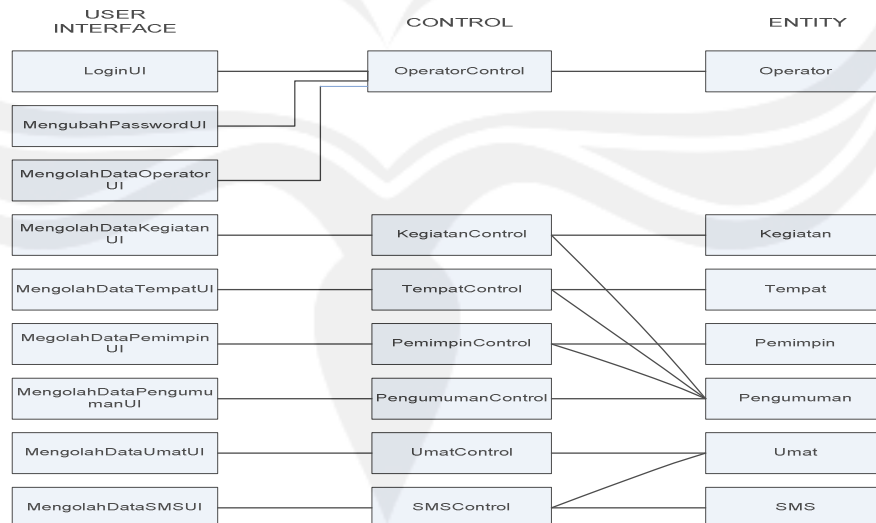 USER
INTERFACE
CONTROL
ENTITY
LoginUI
OperatorControl
Operator
MengubahPasswordUI
MengolahDataOperator
UI
MengolahDataKegiatan
UI
KegiatanControl
Kegiatan
MengolahDataTempatUI
TempatControl
Tempat
MegolahDataPemimpin
UI
PemimpinControl
Pemimpin
MengolahDataPengumu
manUI
PengumumanControl
Pengumuman
MengolahDataUmatUI
UmatControl
Umat
MengolahDataSMSUI
SMSControl
SMS